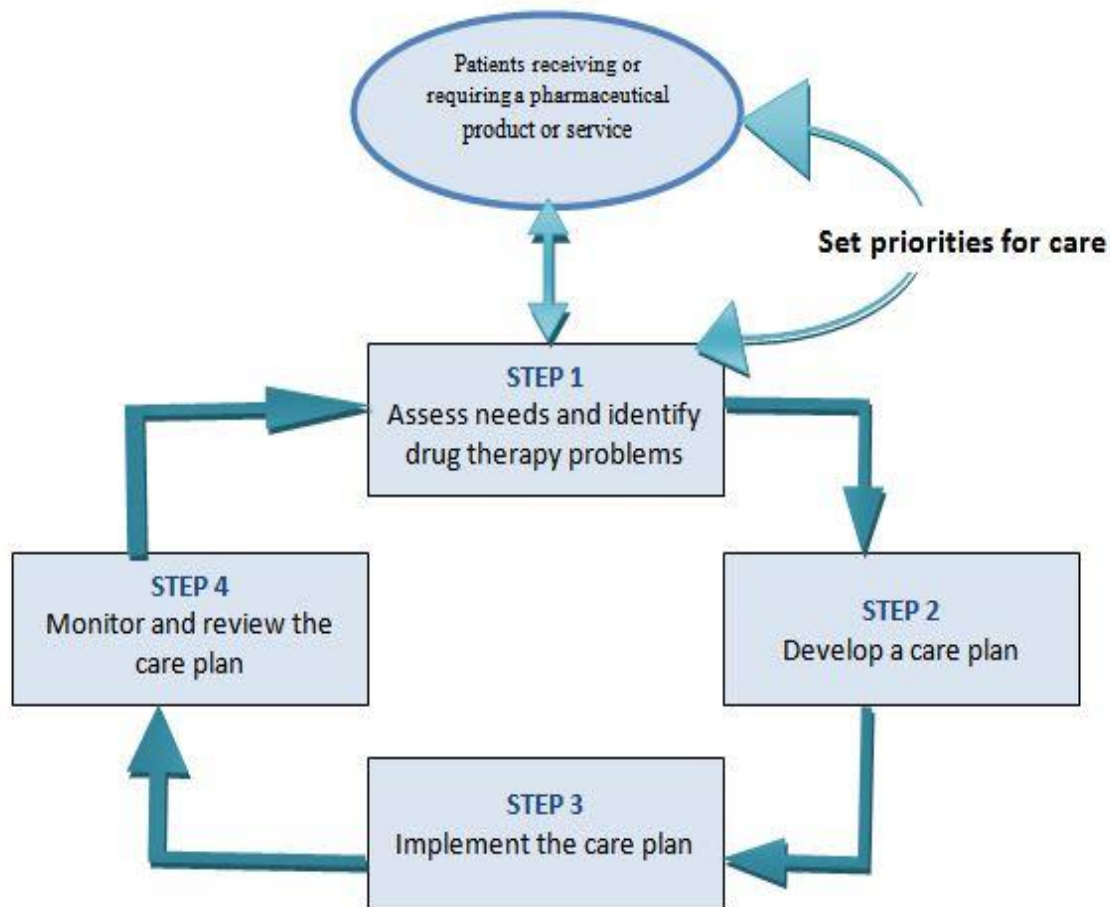 Patients receiving or
requiring a pharmaceutical
product or service
Set priorities for care
STEP 1
Assess needs and identify
drug therapy problems
STEP 2
Develop a care plan
STEP 3
Implement the care plan
STEP 4
Monitor and review the
care plan